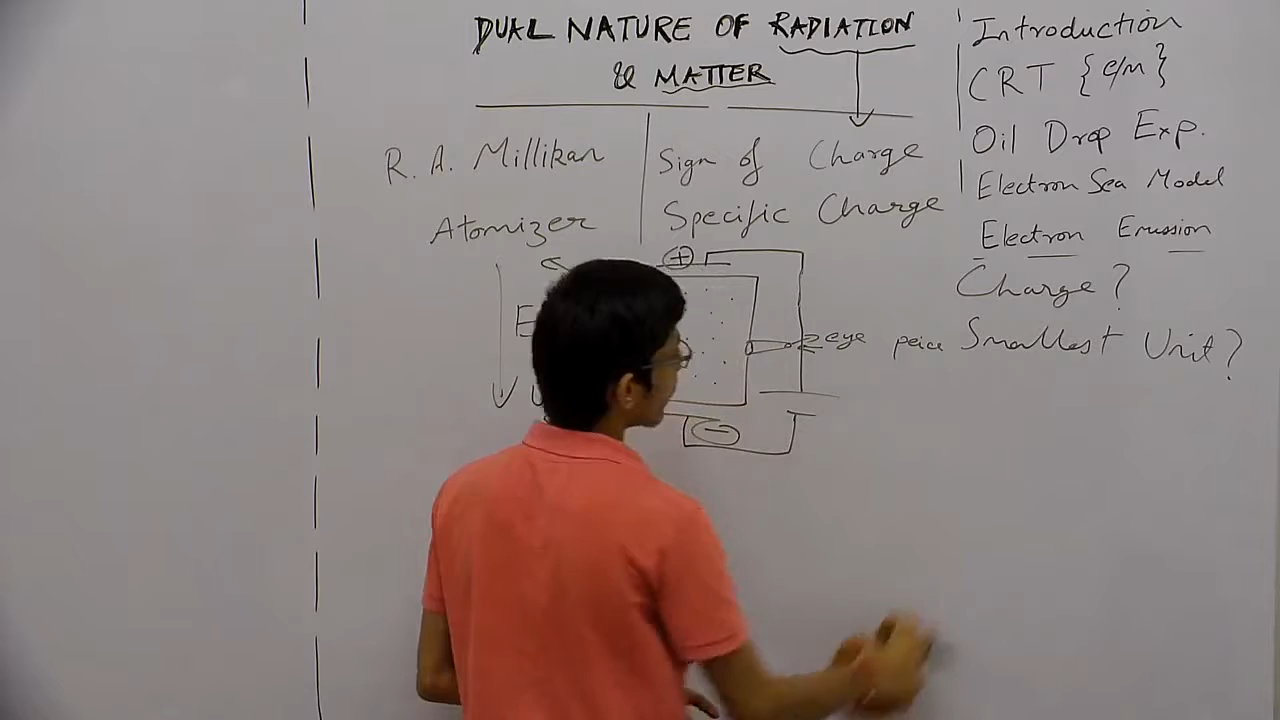 DUAL NATURE OF RADIATION
& MATTER
R. A. Millikan
Atomizer
Sign of Charge
Specific Charge
+
E
eye peice
-
Introduction
CRT {e/m}
Oil Drop Exp.
Electron Sea Model
Electron Emission
Charge?
Smallest Unit?